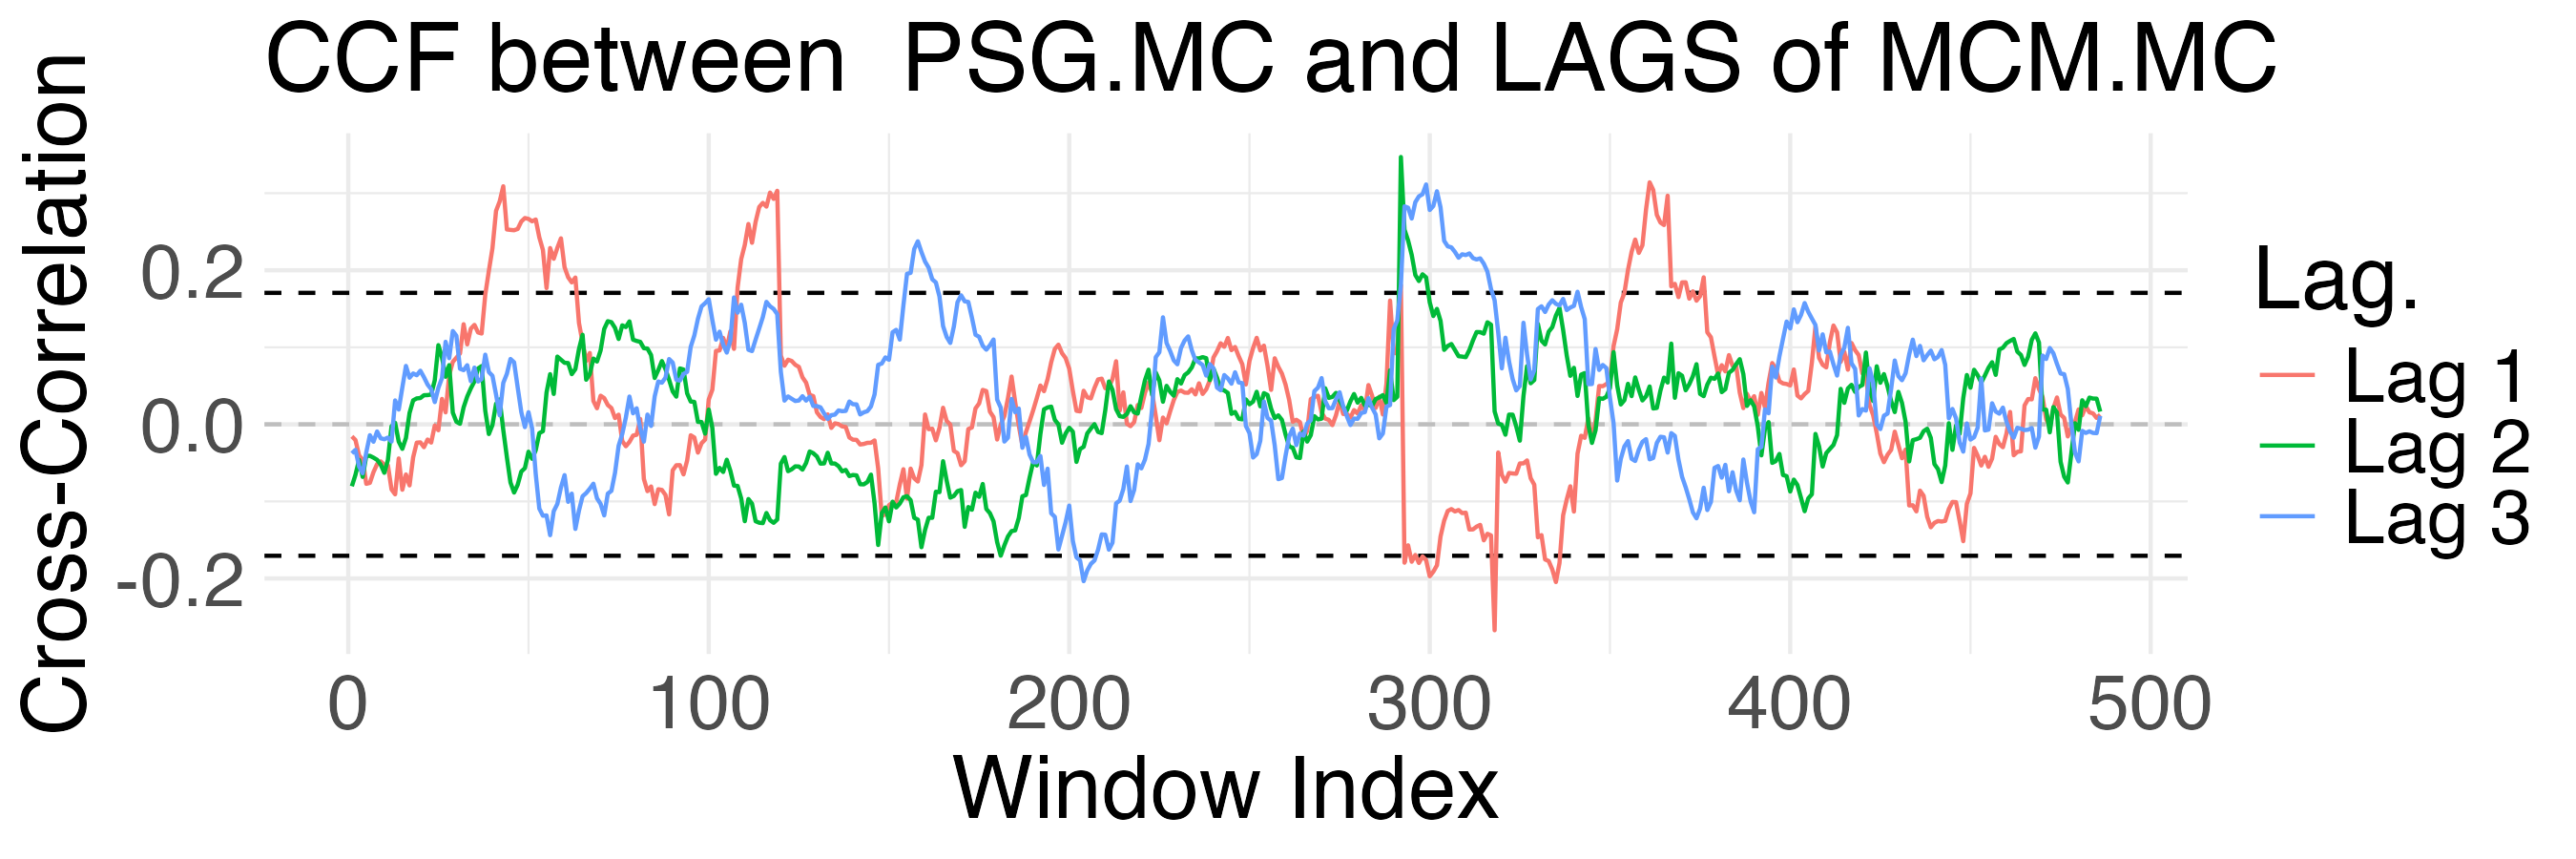 CCF between  PSG.MC and LAGS of MCM.MC
Cross-Correlation
0.2
0.0
-0.2
0 100 200 300 400 500
Window Index
Lag.
Lag 1
Lag 2
Lag 3